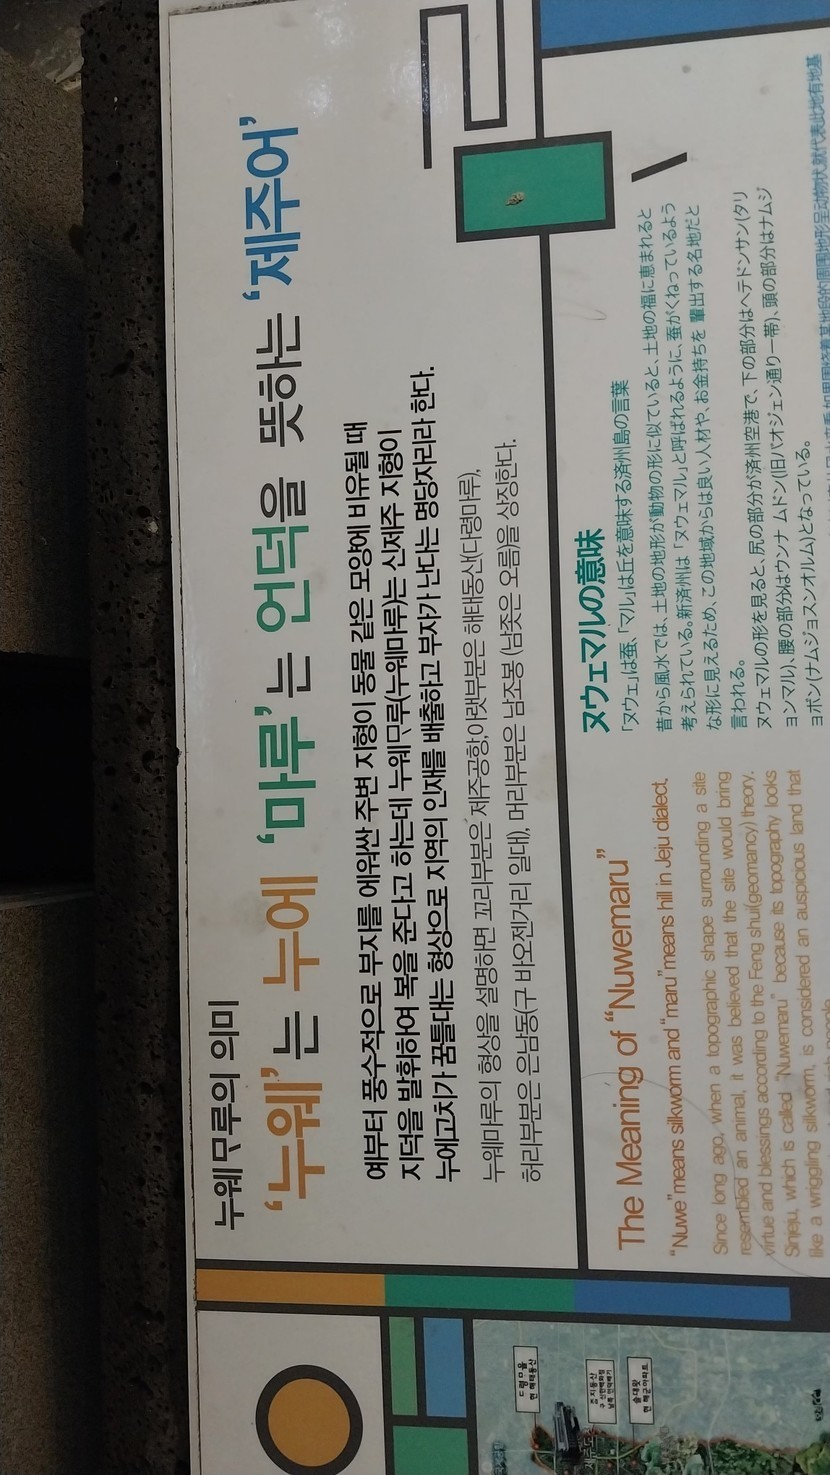 누웨ᄆᆞ루의 의미
‘누웨’는 누에 ‘마루’는 언덕을 뜻하는 ‘제주어’
예부터 풍수적으로 부지를 에워싼 주변 지형이 동물 같은 모양에 비유될 때
지덕을 발휘하여 복을 준다고 하는데 누웨ᄆᆞ루(누웨마루)는 신제주 지형이
누에고치가 꿈틀대는 형상으로 지역의 인재를 배출하고 부자가 난다는 명당자리라 한다.
누웨마루의 형상을 설명하면 꼬리부분은 제주공항,아랫부분은 해태동산(다령마루),
허리부분은 은남동(구 바오젠거리 일대), 머리부분은 남조봉 (남좃은 오름)을 상징한다.
The Meaning of “Nuwemaru”
“Nuwe” means silkworm and “maru” means hill in Jeju dialect.
Since long ago, when a topographic shape surrounding a site
resembled an animal, it was believed that the site would bring
virtue and blessings according to the Feng shui(geomancy) theory.
Sinjeju, which is called “Nuwemaru” because its topography looks
like a wriggling silkworm, is considered an auspicious land that
ヌウェマルの意味
「ヌウェ」は蚕、「マル」は丘を意味する済州島の言葉
昔から風水では、土地の地形が動物の形に似ていると、土地の福に恵まれると
考えられている。新済州は「ヌウェマル」と呼ばれるように、蚕がくねっているよう
な形に見えるため、この地域からは良い人材や、お金持ちを 輩出する名地だと
言われる。
ヌウェマルの形を見ると、尻の部分が済州空港で、下の部分はヘテドンサン(タリ
ョンマル)、腰の部分はウンナムドン(旧バオジェン通り一帯)、頭の部分はナムジ
ョボン(ナムジョスンオルム)となっている。
현 해태동산
솔대왓
현 해군아파트